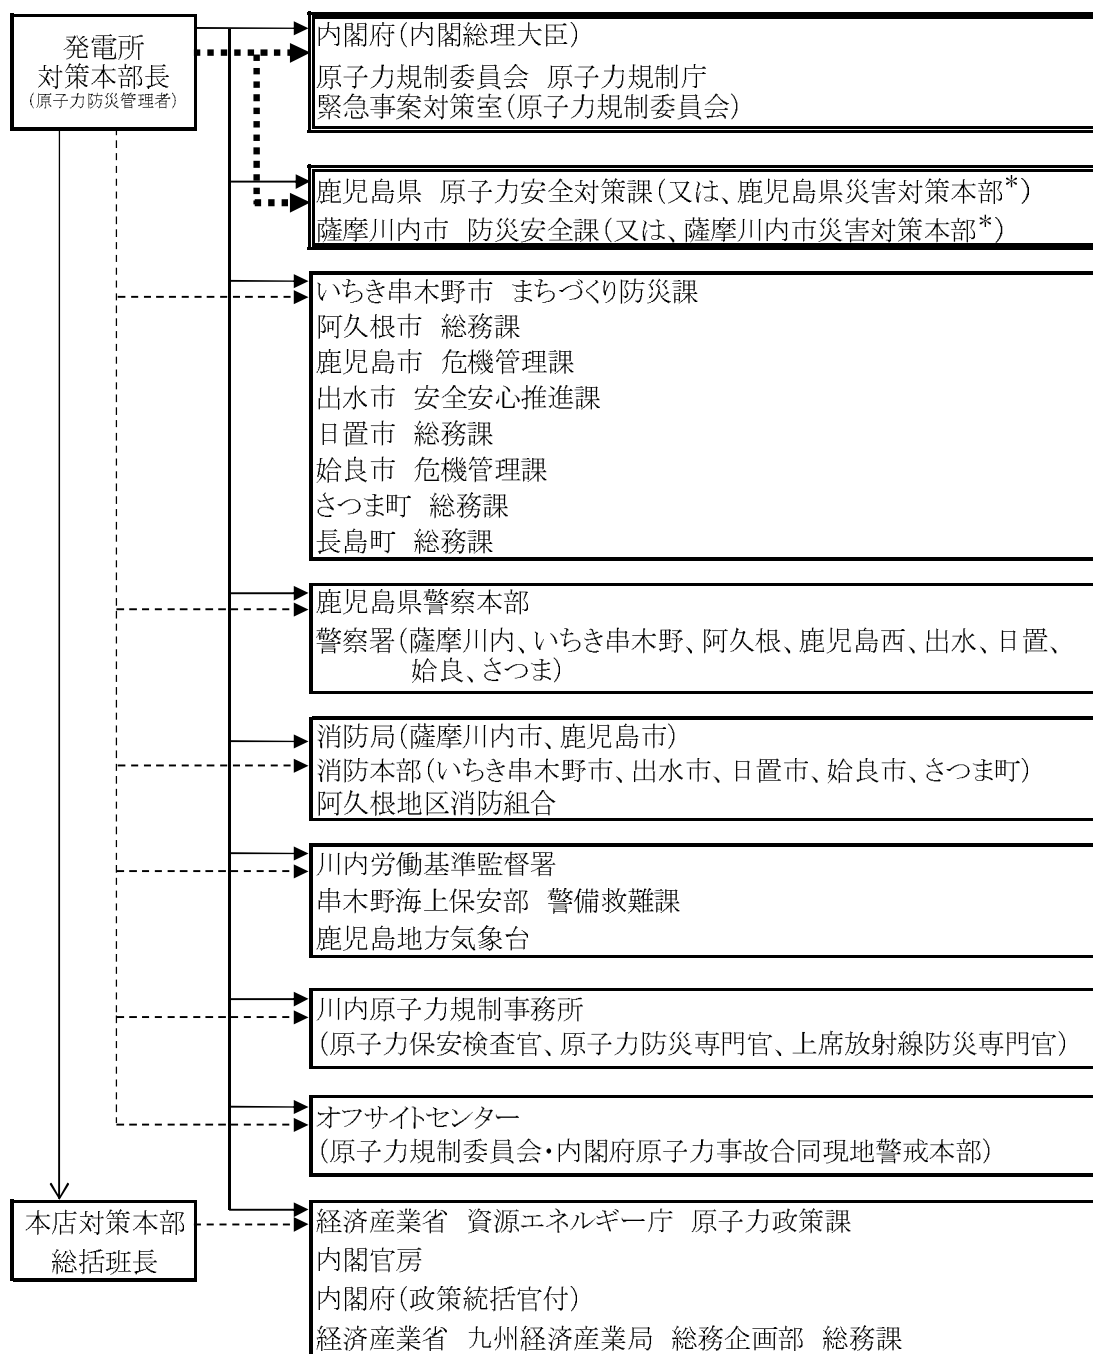 発電所
対策本部長
(原子力防災管理者)
内閣府(内閣総理大臣)
原子力規制委員会 原子力規制庁
緊急事案対策室(原子力規制委員会)
鹿児島県 原子力安全対策課(又は、鹿児島県災害対策本部*)
薩摩川内市 防災安全課(又は、薩摩川内市災害対策本部*)
いちき串木野市 まちづくり防災課
阿久根市 総務課
鹿児島市 危機管理課
出水市 安全安心推進課
日置市 総務課
姶良市 危機管理課
さつま町 総務課
長島町 総務課
鹿児島県警察本部
警察署(薩摩川内、いちき串木野、阿久根、鹿児島西、出水、日置、
姶良、さつま)
消防局(薩摩川内市、鹿児島市)
消防本部(いちき串木野市、出水市、日置市、姶良市、さつま町)
阿久根地区消防組合
川内労働基準監督署
串木野海上保安部 警備救難課
鹿児島地方気象台
川内原子力規制事務所
(原子力保安検査官、原子力防災専門官、上席放射線防災専門官)
オフサイトセンター
(原子力規制委員会・内閣府原子力事故合同現地警戒本部)
本店対策本部
総括班長
経済産業省 資源エネルギー庁 原子力政策課
内閣官房
内閣府(政策統括官付)
経済産業省 九州経済産業局 総務企画部 総務課